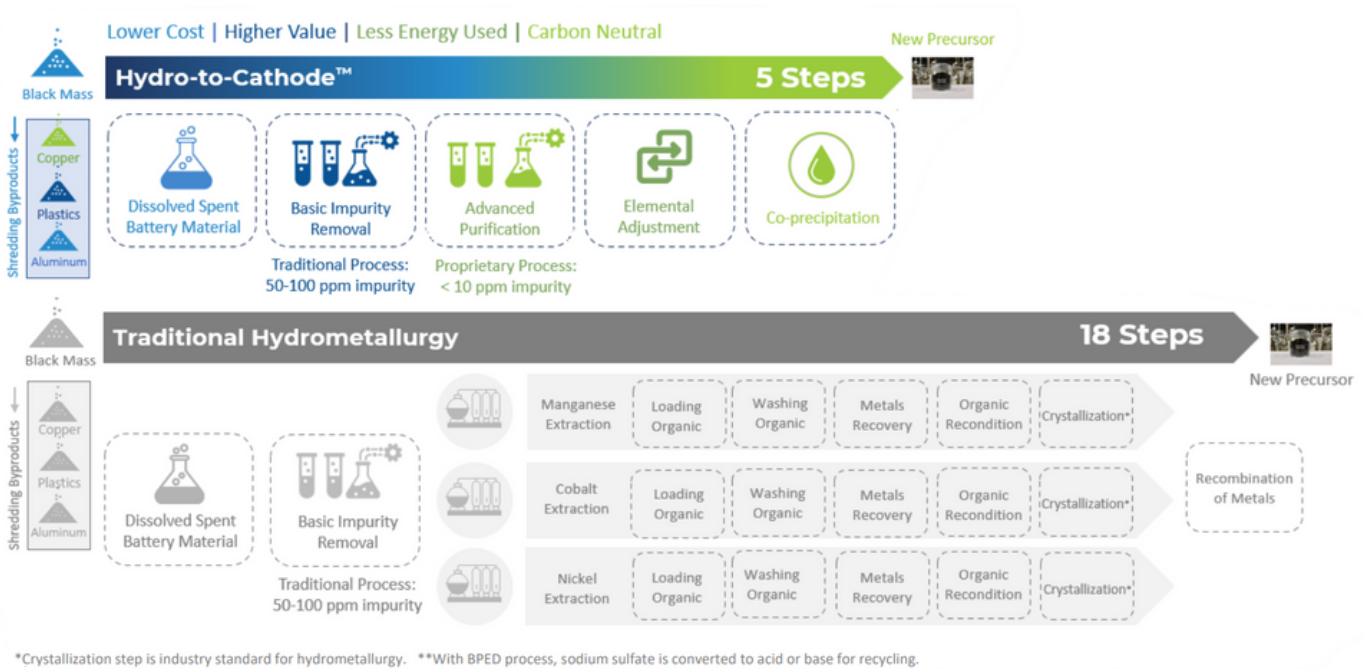 Lower Cost | Higher Value | Less Energy Used | Carbon Neutral
New Precursor
Black Mass
Hydro-to-Cathode™
5 Steps
Shredding Byproducts
Copper
Plastics
Aluminum
Dissolved Spent
Battery Material
Basic Impurity
Removal
Advanced
Purification
Elemental
Adjustment
Co-precipitation
Traditional Process:
50-100 ppm impurity
Proprietary Process:
< 10 ppm impurity
Black Mass
Traditional Hydrometallurgy
18 Steps
New Precursor
Shredding Byproducts
Copper
Plastics
Aluminum
Dissolved Spent
Battery Material
Basic Impurity
Removal
Traditional Process:
50-100 ppm impurity
Manganese
Extraction
Loading
Organic
Washing
Organic
Metals
Recovery
Organic
Recondition
Crystallization*
Cobalt
Extraction
Loading
Organic
Washing
Organic
Metals
Recovery
Organic
Recondition
Crystallization*
Nickel
Extraction
Loading
Organic
Washing
Organic
Metals
Recovery
Organic
Recondition
Crystallization*
Recombination
of Metals
*Crystallization step is industry standard for hydrometallurgy. **With BPED process, sodium sulfate is converted to acid or base for recycling.